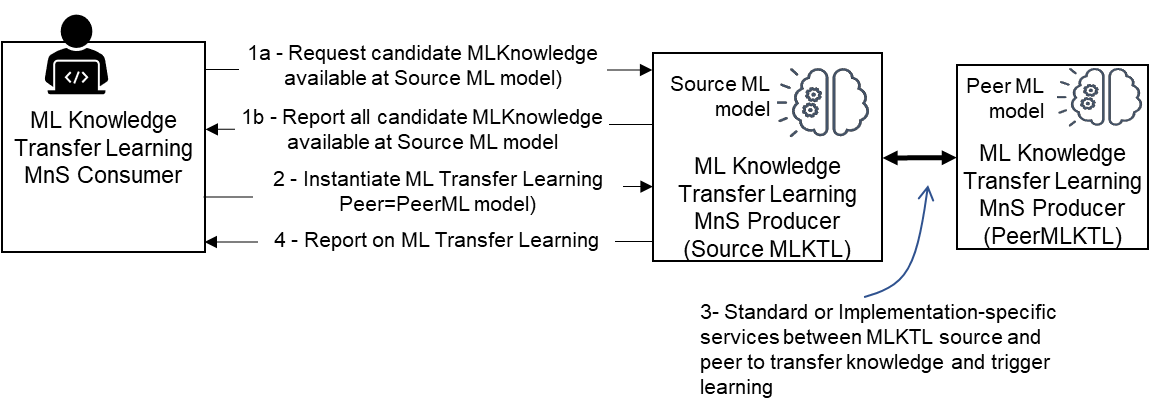 ML Knowledge
Transfer Learning
MnS Consumer
1a - Request candidate MLKnowledge
available at Source ML model)
1b - Report all candidate MLKnowledge
available at Source ML model
2 - Instantiate ML Transfer Learning
Peer=PeerML model)
4 - Report on ML Transfer Learning
Source ML
model
ML Knowledge
Transfer Learning
MnS Producer
(Source MLKTL)
Peer ML
model
ML Knowledge
Transfer Learning
MnS Producer
(PeerMLKTL)
3- Standard or Implementation-specific
services between MLKTL source and
peer to transfer knowledge and trigger
learning